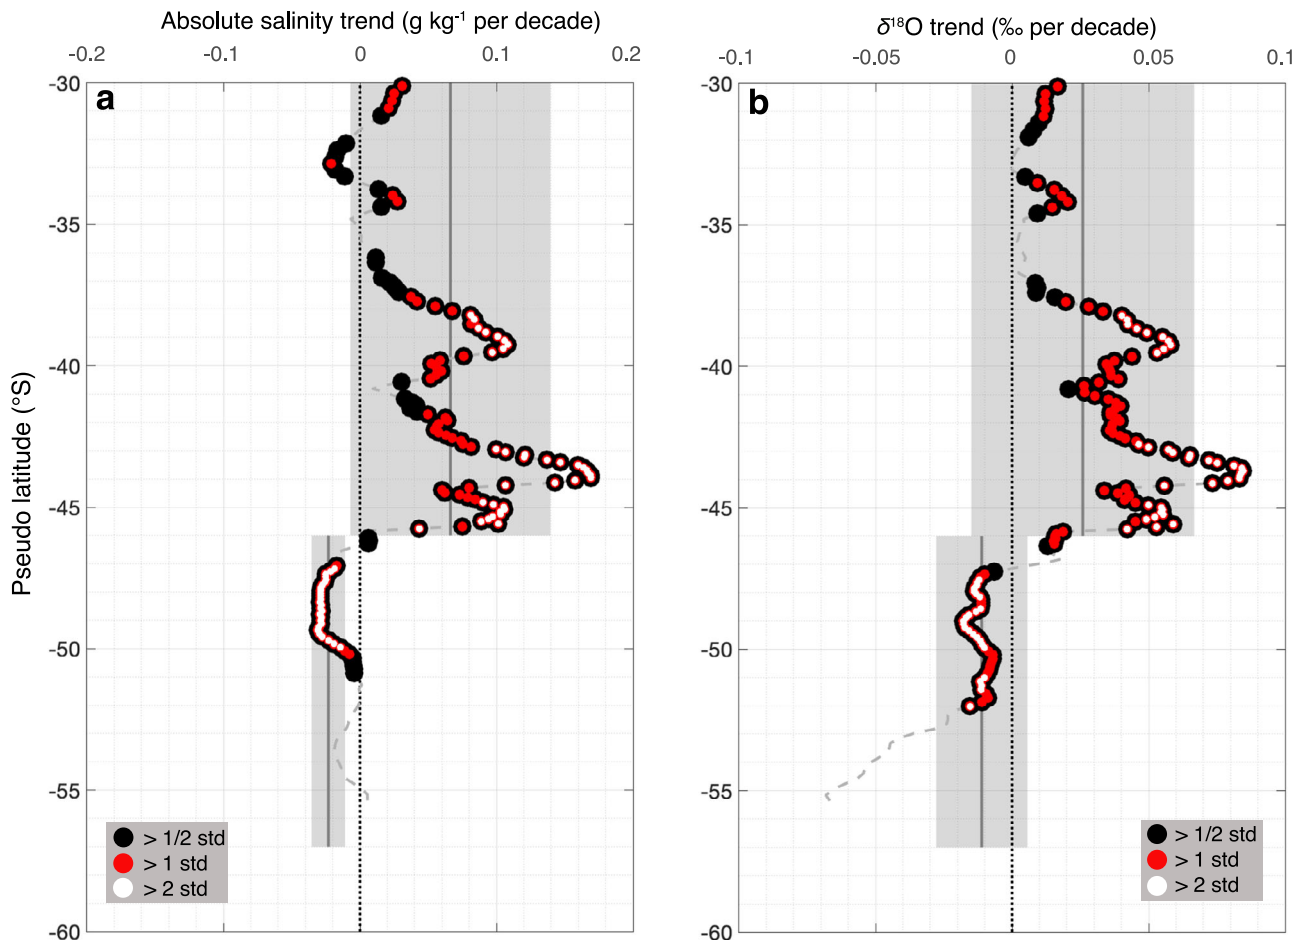 Absolute salinity trend (g kg⁻¹ per decade)
-0.2 -0.1 0 0.1 0.2
a
-30
-35
-40
-45
-50
-55
-60
Pseudo latitude (°S)
> 1/2 std
> 1 std
> 2 std
δ¹⁸O trend (‰ per decade)
-0.1 -0.05 0 0.05 0.1
b
-30
-35
-40
-45
-50
-55
-60
> 1/2 std
> 1 std
> 2 std